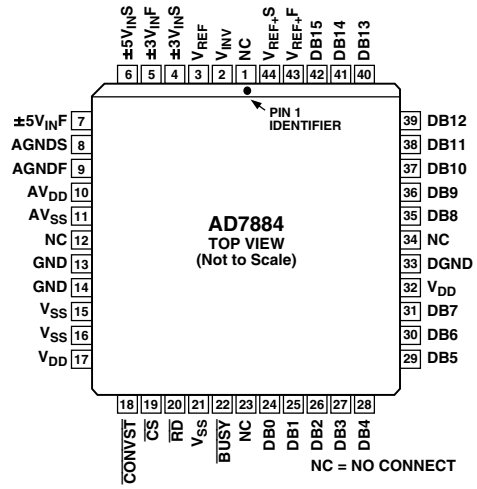 ±5VINS
±3VINF
±3VINS
VREF
VINV
NC
VREF+S
VREF+F
DB15
DB14
DB13
6 5 4 3 2 1 44 43 42 41 40
PIN 1
IDENTIFIER
±5VINF 7
AGNDS 8
AGNDF 9
AVDD 10
AVSS 11
NC 12
GND 13
GND 14
VSS 15
VSS 16
VDD 17
AD7884
TOP VIEW
(Not to Scale)
39 DB12
38 DB11
37 DB10
36 DB9
35 DB8
34 NC
33 DGND
32 VDD
31 DB7
30 DB6
29 DB5
18 19 20 21 22 23 24 25 26 27 28
CONVST
CS
RD
VSS
BUSY
NC
DB0
DB1
DB2
DB3
DB4
NC = NO CONNECT